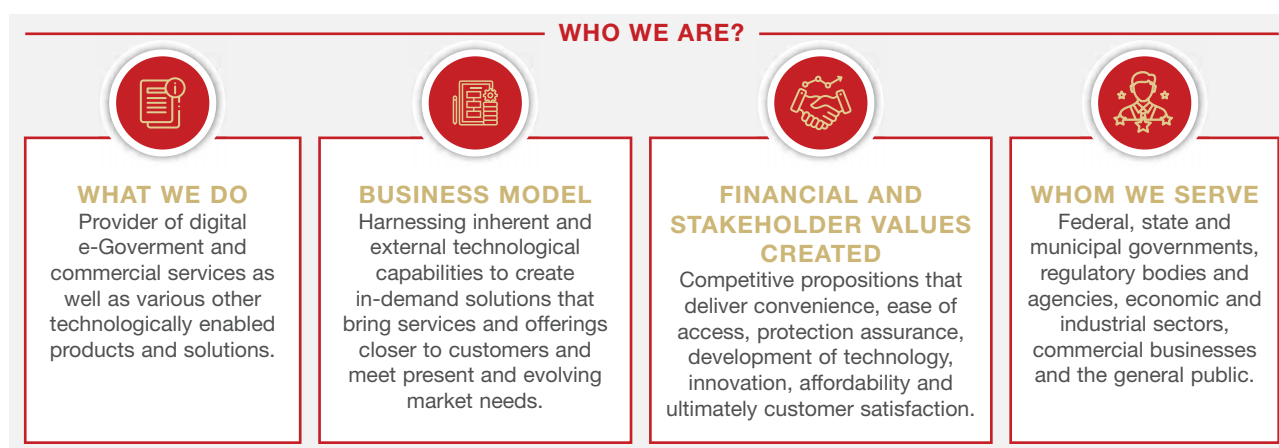 WHO WE ARE?
WHAT WE DO
Provider of digital
e-Goverment and
commercial services as
well as various other
technologically enabled
products and solutions.
BUSINESS MODEL
Harnessing inherent and
external technological
capabilities to create
in-demand solutions that
bring services and offerings
closer to customers and
meet present and evolving
market needs.
FINANCIAL AND
STAKEHOLDER VALUES
CREATED
Competitive propositions that
deliver convenience, ease of
access, protection assurance,
development of technology,
innovation, affordability and
ultimately customer satisfaction.
WHOM WE SERVE
Federal, state and
municipal governments,
regulatory bodies and
agencies, economic and
industrial sectors,
commercial businesses
and the general public.